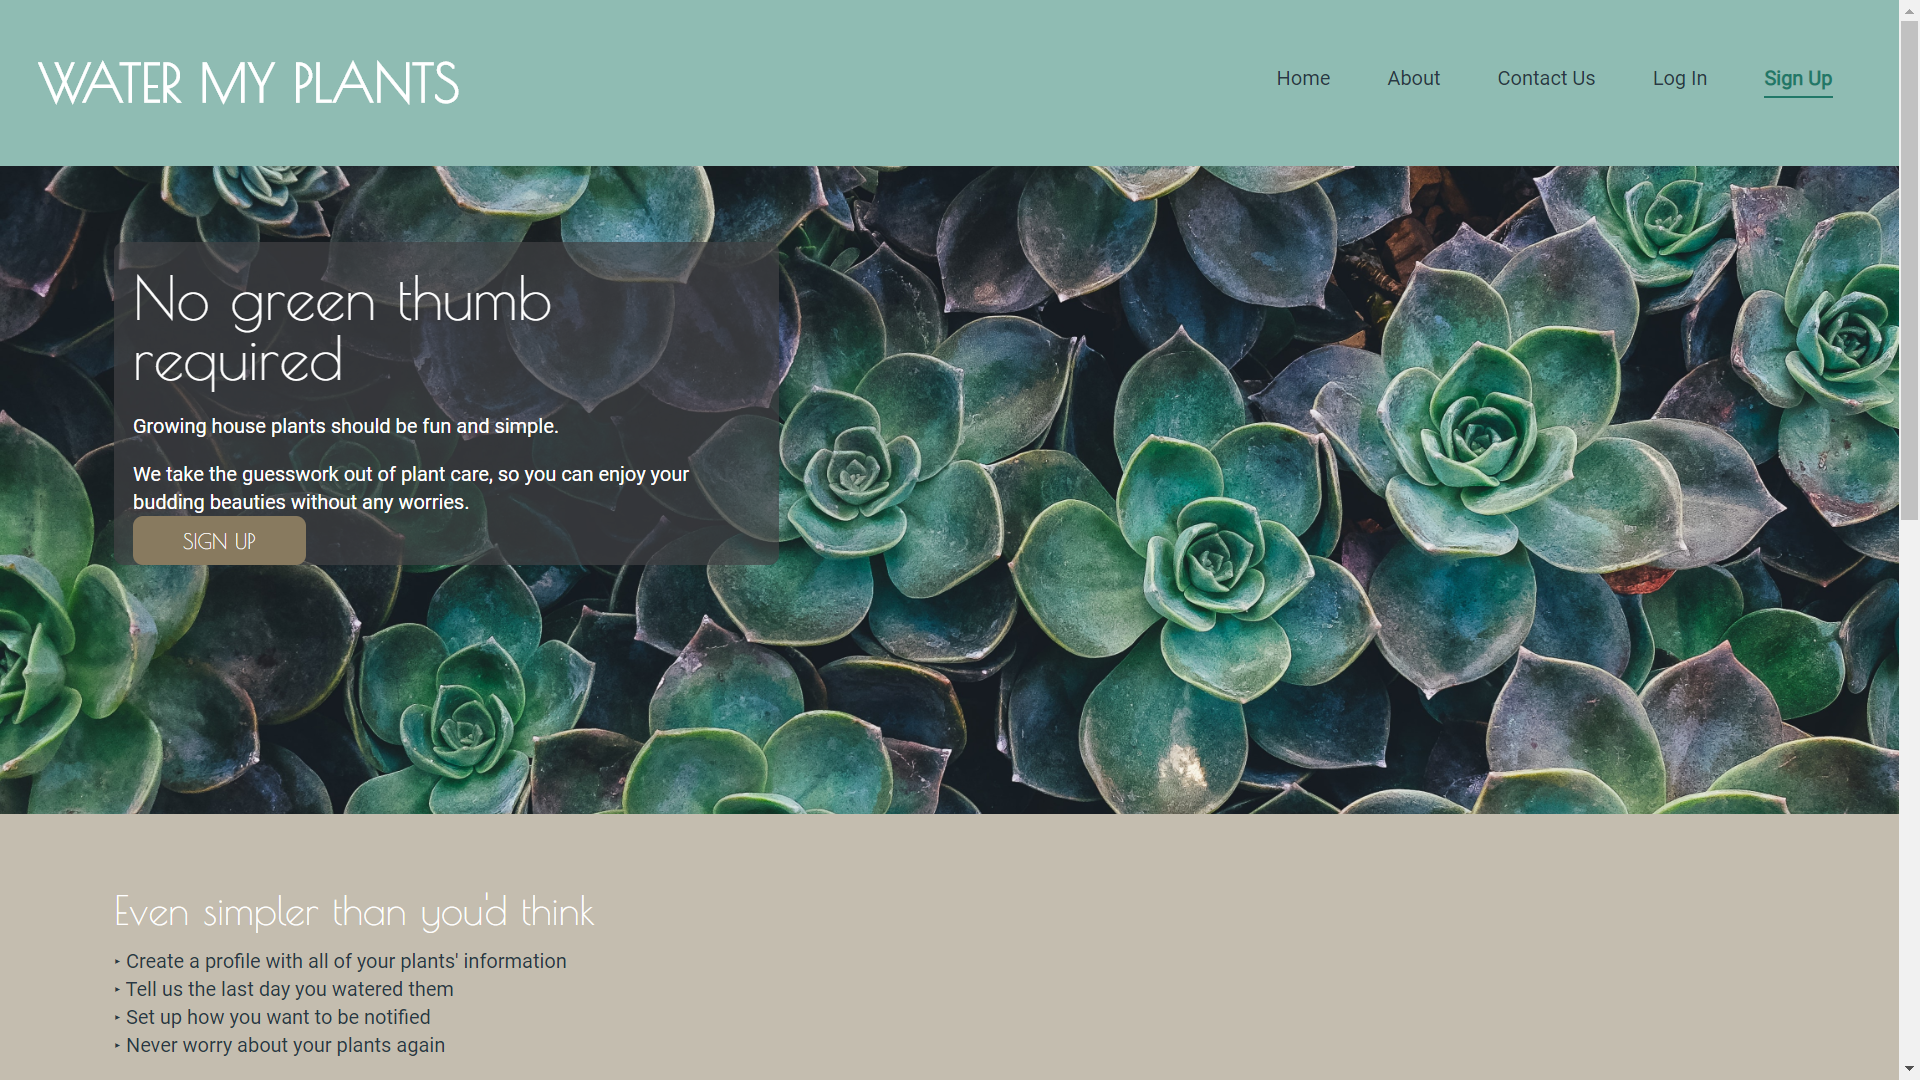 WATER MY PLANTS
Home About Contact Us Log In Sign Up
No green thumb
required
Growing house plants should be fun and simple.
We take the guesswork out of plant care, so you can enjoy your
budding beauties without any worries.
SIGN UP
Even simpler than you'd think
‣ Create a profile with all of your plants' information
‣ Tell us the last day you watered them
‣ Set up how you want to be notified
‣ Never worry about your plants again